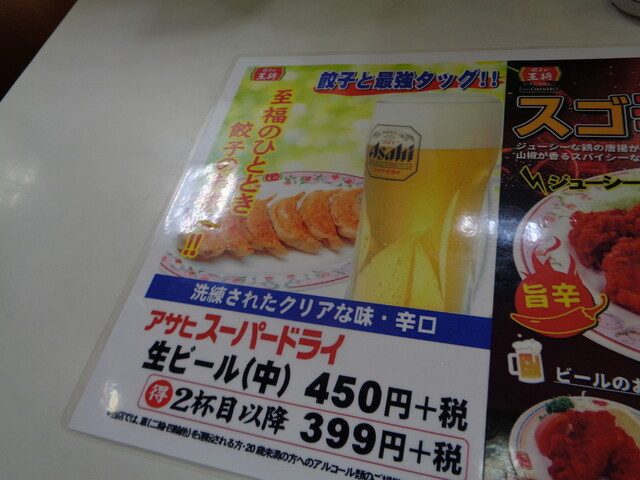 餃子の
王将
餃子と最強タッグ!!
至福のひととき
餃子の
!!
Asahi
洗練されたクリアな味・辛口
アサヒスーパードライ
生ビール(中) 450円+税
得 2杯目以降 399円+税
王将
スゴ
ジューシーな鶏の唐揚が
山椒が香るスパイシーな
ジューシー
旨辛
ビールのお